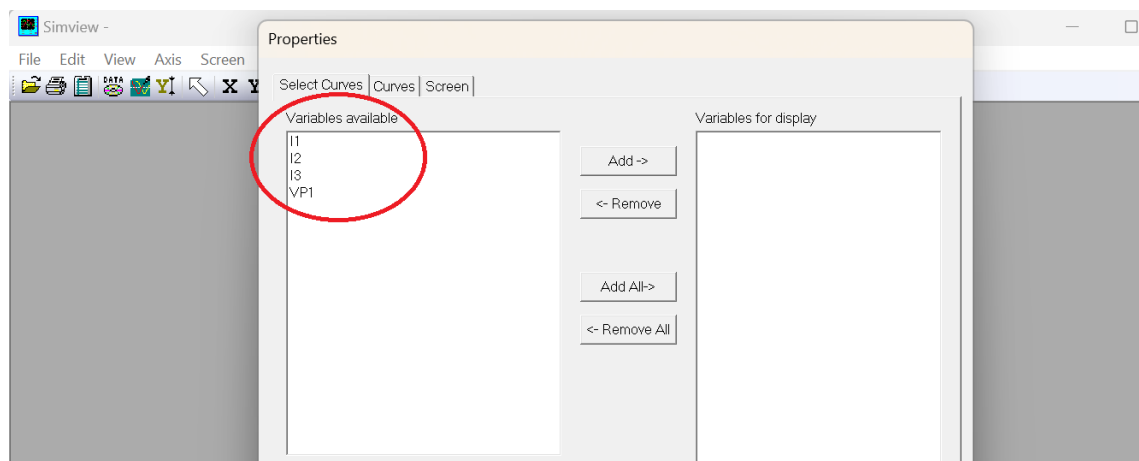 Simview -
Properties
File Edit View Axis Screen
DATA Y X Y
Select Curves Curves Screen
Variables available
Variables for display
I1
I2
I3
VP1
Add ->
<- Remove
Add All->
<- Remove All